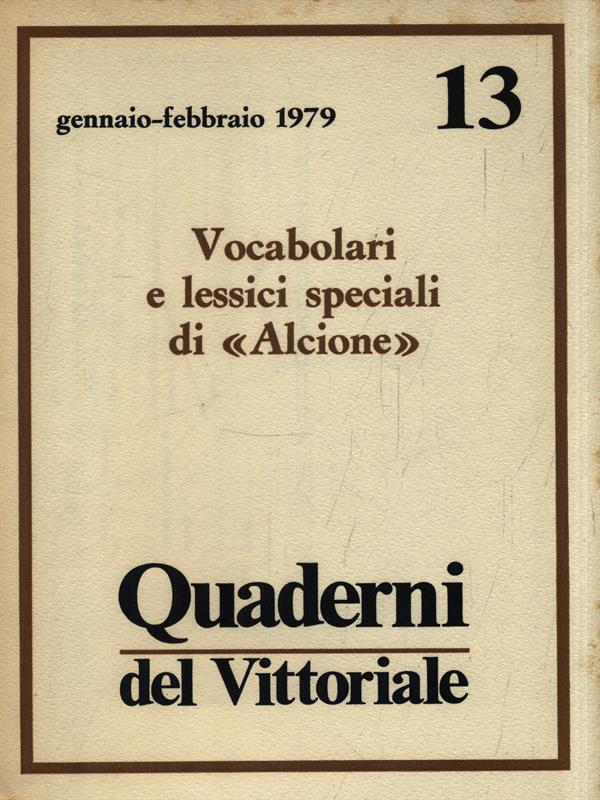 gennaio-febbraio 1979
13
Vocabolari
e lessici speciali
di «Alcione»
Quaderni
del Vittoriale